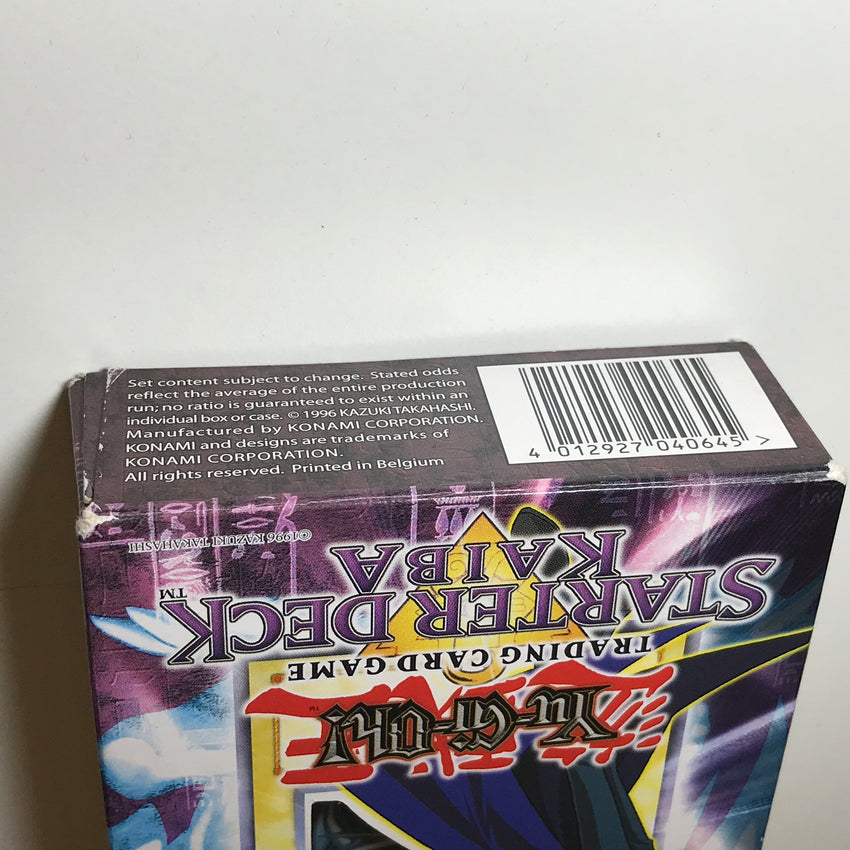 Set content subject to change. Stated odds
reflect the average of the entire production
run; no ratio is guaranteed to exist within an
individual box or case. © 1996 KAZUKI TAKAHASHI.
Manufactured by KONAMI CORPORATION.
KONAMI and designs are trademarks of
KONAMI CORPORATION.
All rights reserved. Printed in Belgium
4 012927 040645 >
Yu-Gi-Oh!™
TRADING CARD GAME
STARTER DECK™
KAIBA
©1996 KAZUKI TAKAHASHI